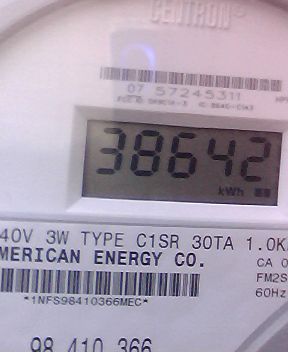 CENTRON®
07 57245311
38642
kWh
40V 3W TYPE C1SR 30TA 1.0K
MERICAN ENERGY CO.
CA 0
FM2S
60Hz
*1NFS98410366MEC*
98 410 366